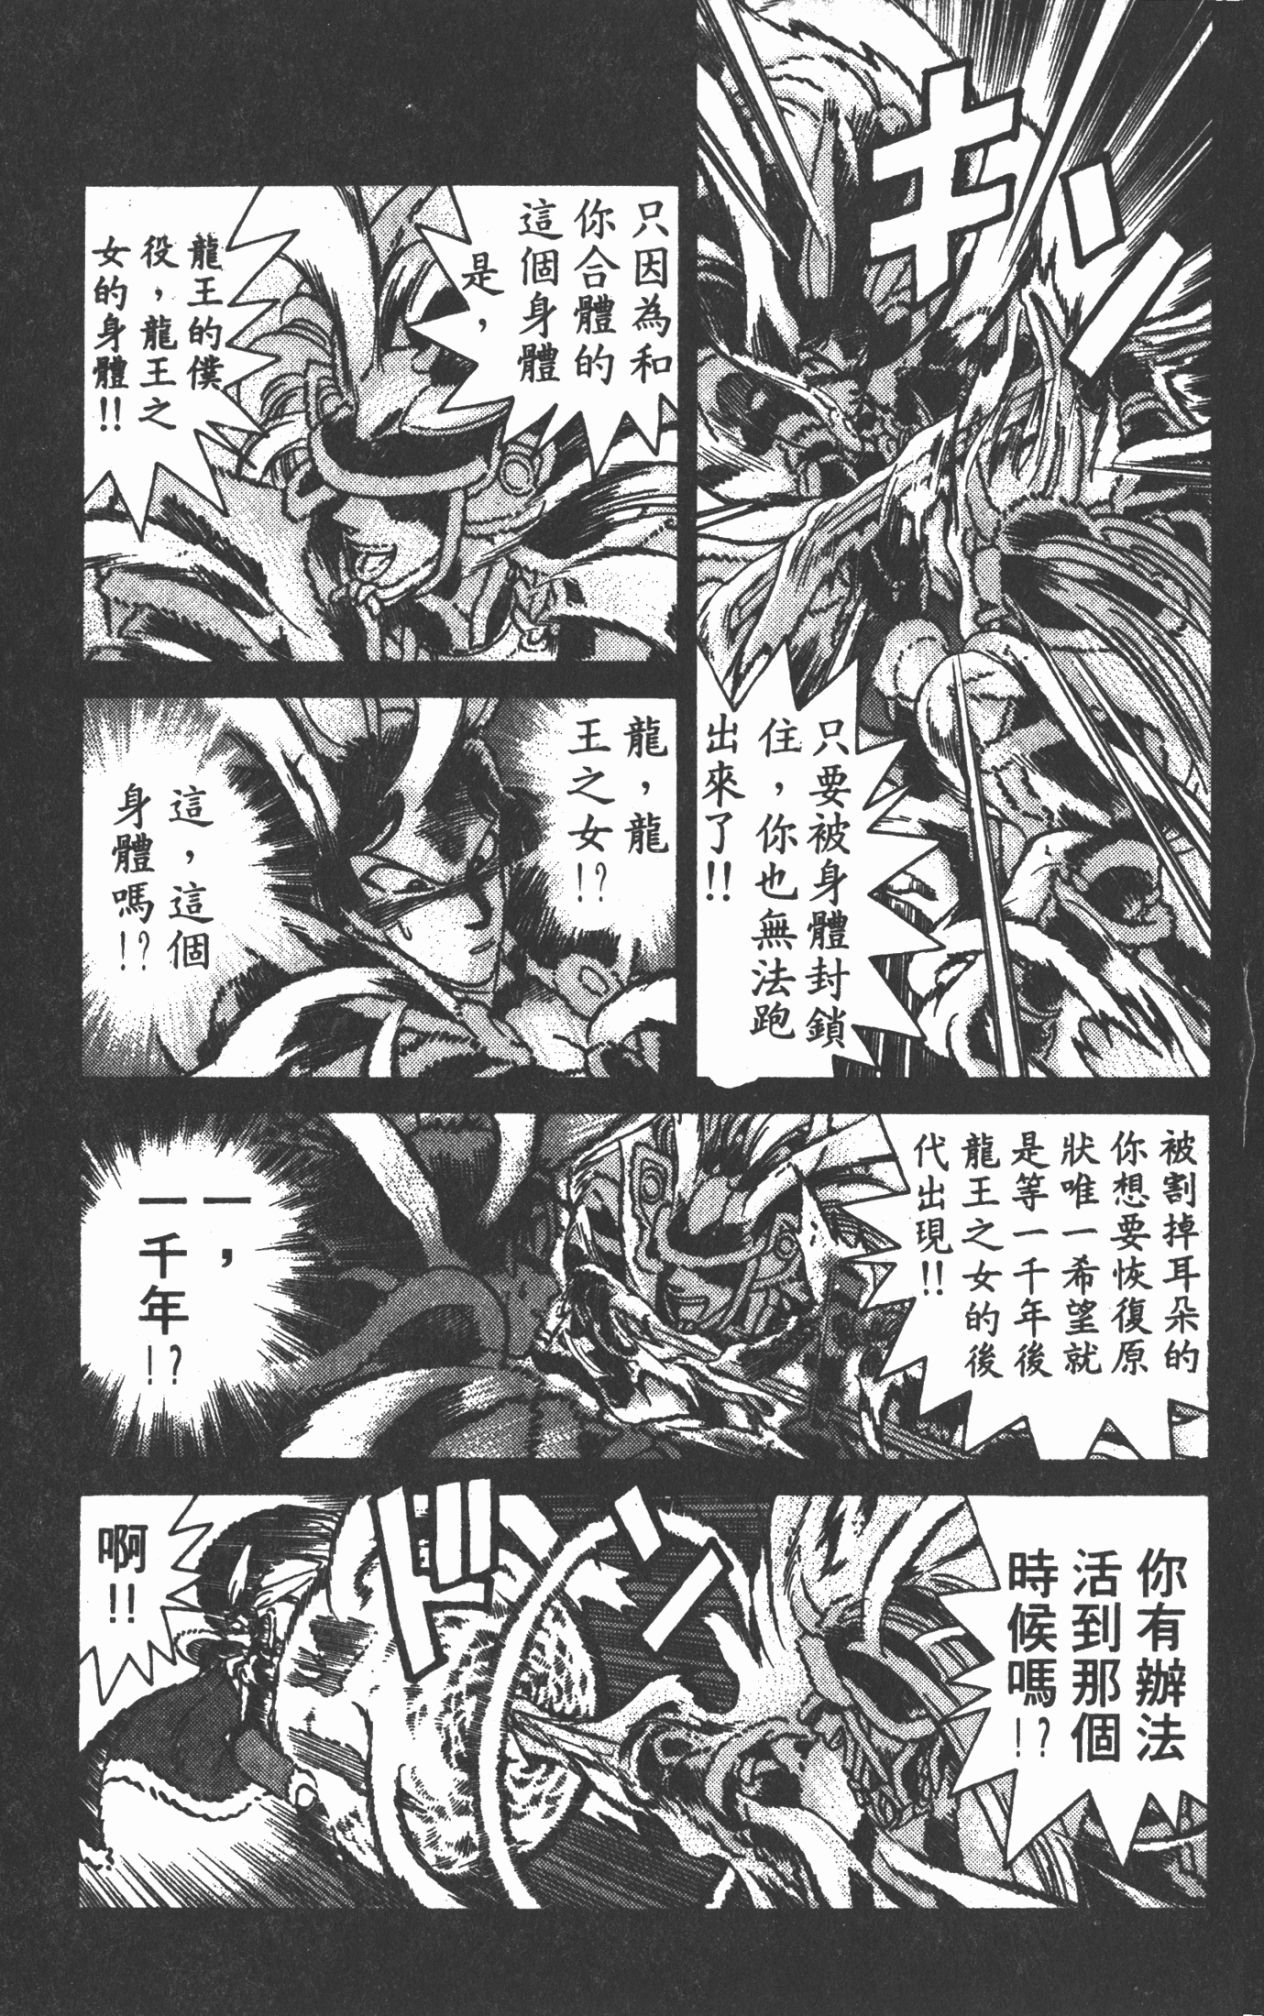 キン
只要被身體封鎖
住，你也無法跑
出來了!!
只因為和
你合體的
這個身體
是，
龍王的僕
役，龍王之
女的身體!!
龍，龍
王之女!?
這，這個
身體嗎!?
被割掉耳朵的
你想要恢復原
狀唯一希望就
是等一千年後
龍王之女的後
代出現!!
一，
一千年!?
你有辦法
活到那個
時候嗎!?
ドン
啊!!